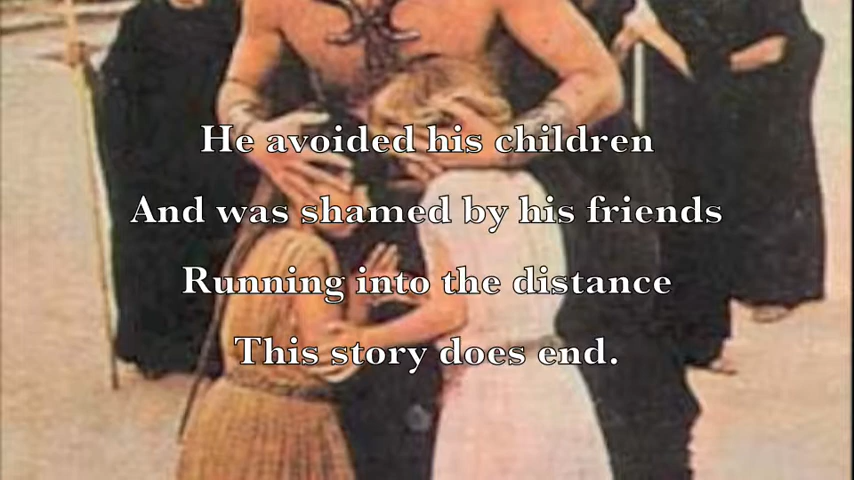 He avoided his children
And was shamed by his friends
Running into the distance
This story does end.